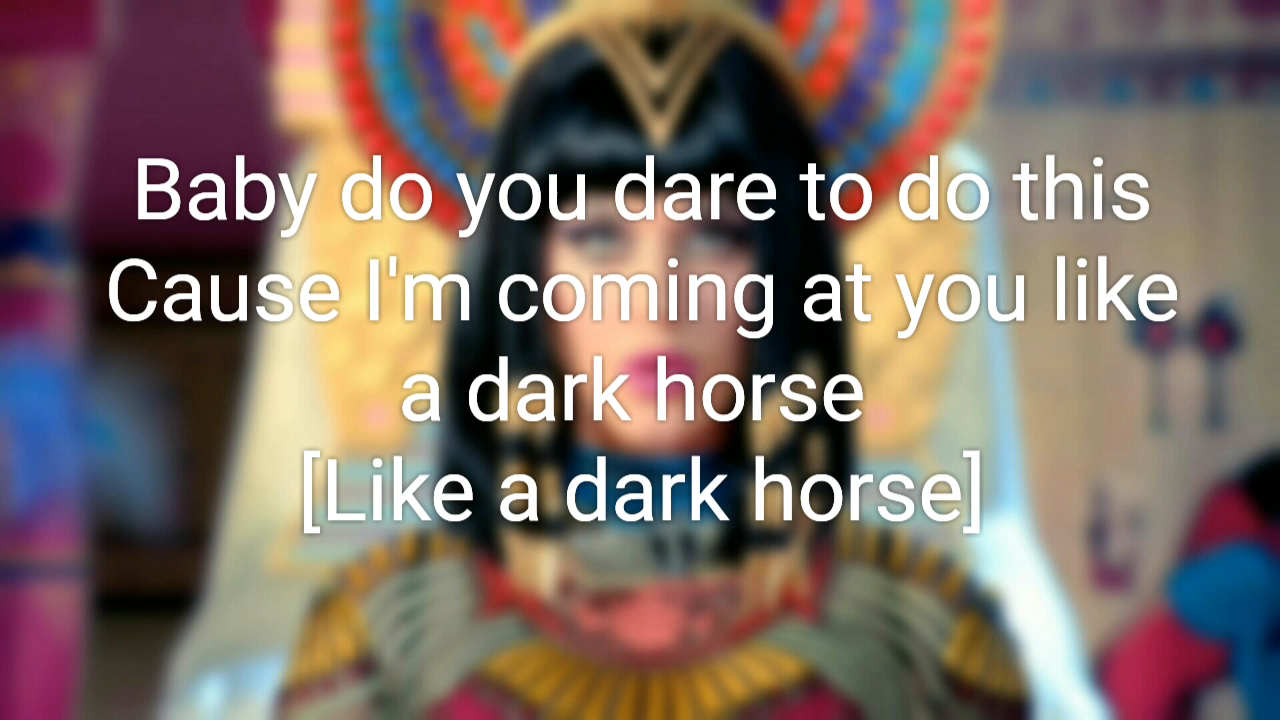 Baby do you dare to do this
Cause I'm coming at you like
a dark horse
[Like a dark horse]